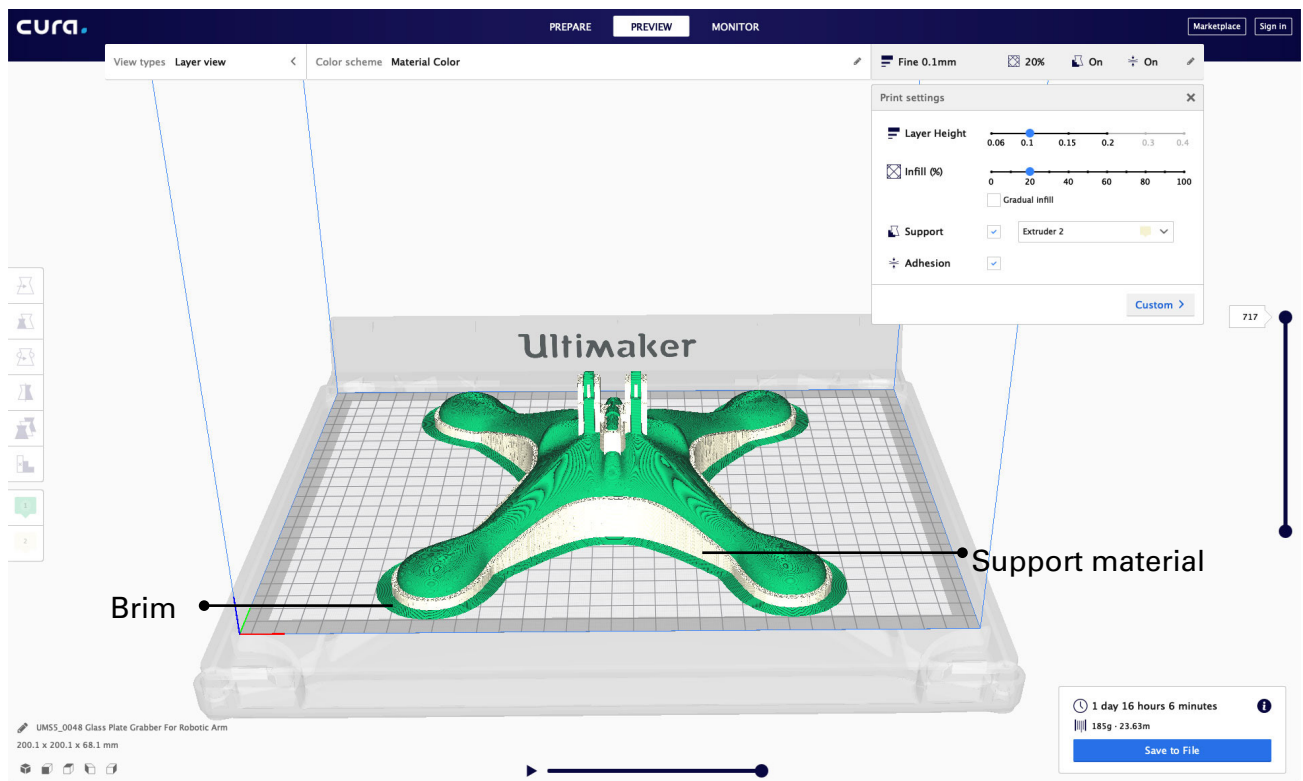 cura.
PREPARE PREVIEW MONITOR
Marketplace Sign in
View types Layer view
Color scheme Material Color
Fine 0.1mm 20% On On
Print settings
Layer Height
0.06 0.1 0.15 0.2 0.3 0.4
Infill (%)
0 20 40 60 80 100
Gradual infill
Support Extruder 2
Adhesion
Custom
717
Ultimaker
1
2
Support material
Brim
UMS5_0048 Glass Plate Grabber For Robotic Arm
200.1 x 200.1 x 68.1 mm
1 day 16 hours 6 minutes
185g · 23.63m
Save to File